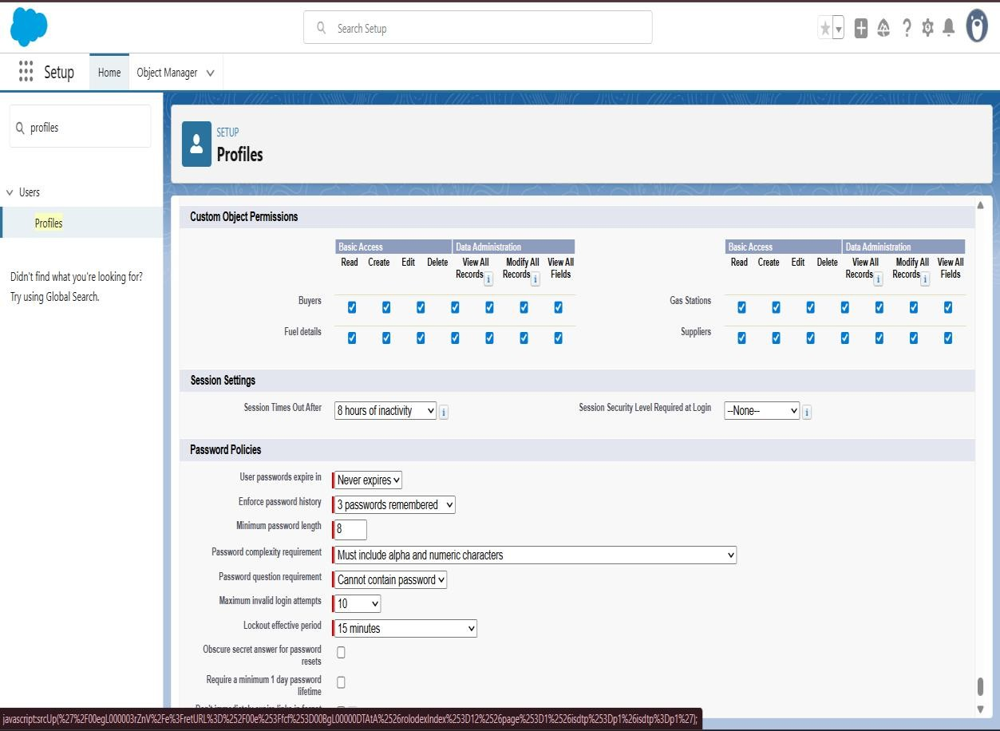 Search Setup
Setup
Home
Object Manager
profiles
Users
Profiles
Didn't find what you're looking for?
Try using Global Search.
SETUP
Profiles
Custom Object Permissions
Basic Access Data Administration
Read Create Edit Delete View All Records Modify All Records View All Fields
Basic Access Data Administration
Read Create Edit Delete View All Records Modify All Records View All Fields
Buyers
Gas Stations
Fuel details
Suppliers
Session Settings
Session Times Out After 8 hours of inactivity
Session Security Level Required at Login --None--
Password Policies
User passwords expire in Never expires
Enforce password history 3 passwords remembered
Minimum password length 8
Password complexity requirement Must include alpha and numeric characters
Password question requirement Cannot contain password
Maximum invalid login attempts 10
Lockout effective period 15 minutes
Obscure secret answer for password
resets
Require a minimum 1 day password
lifetime
javascript:srcUp(%27%2F00egL000003rZnV%2Fe%3FretURL%3D%252F00e%253Ffcf%253D00BgL00000DTAtA%2526rolodexIndex%253D12%2526page%253D1%2526isdtp%253Dp1%26isdtp%3Dp1%27);